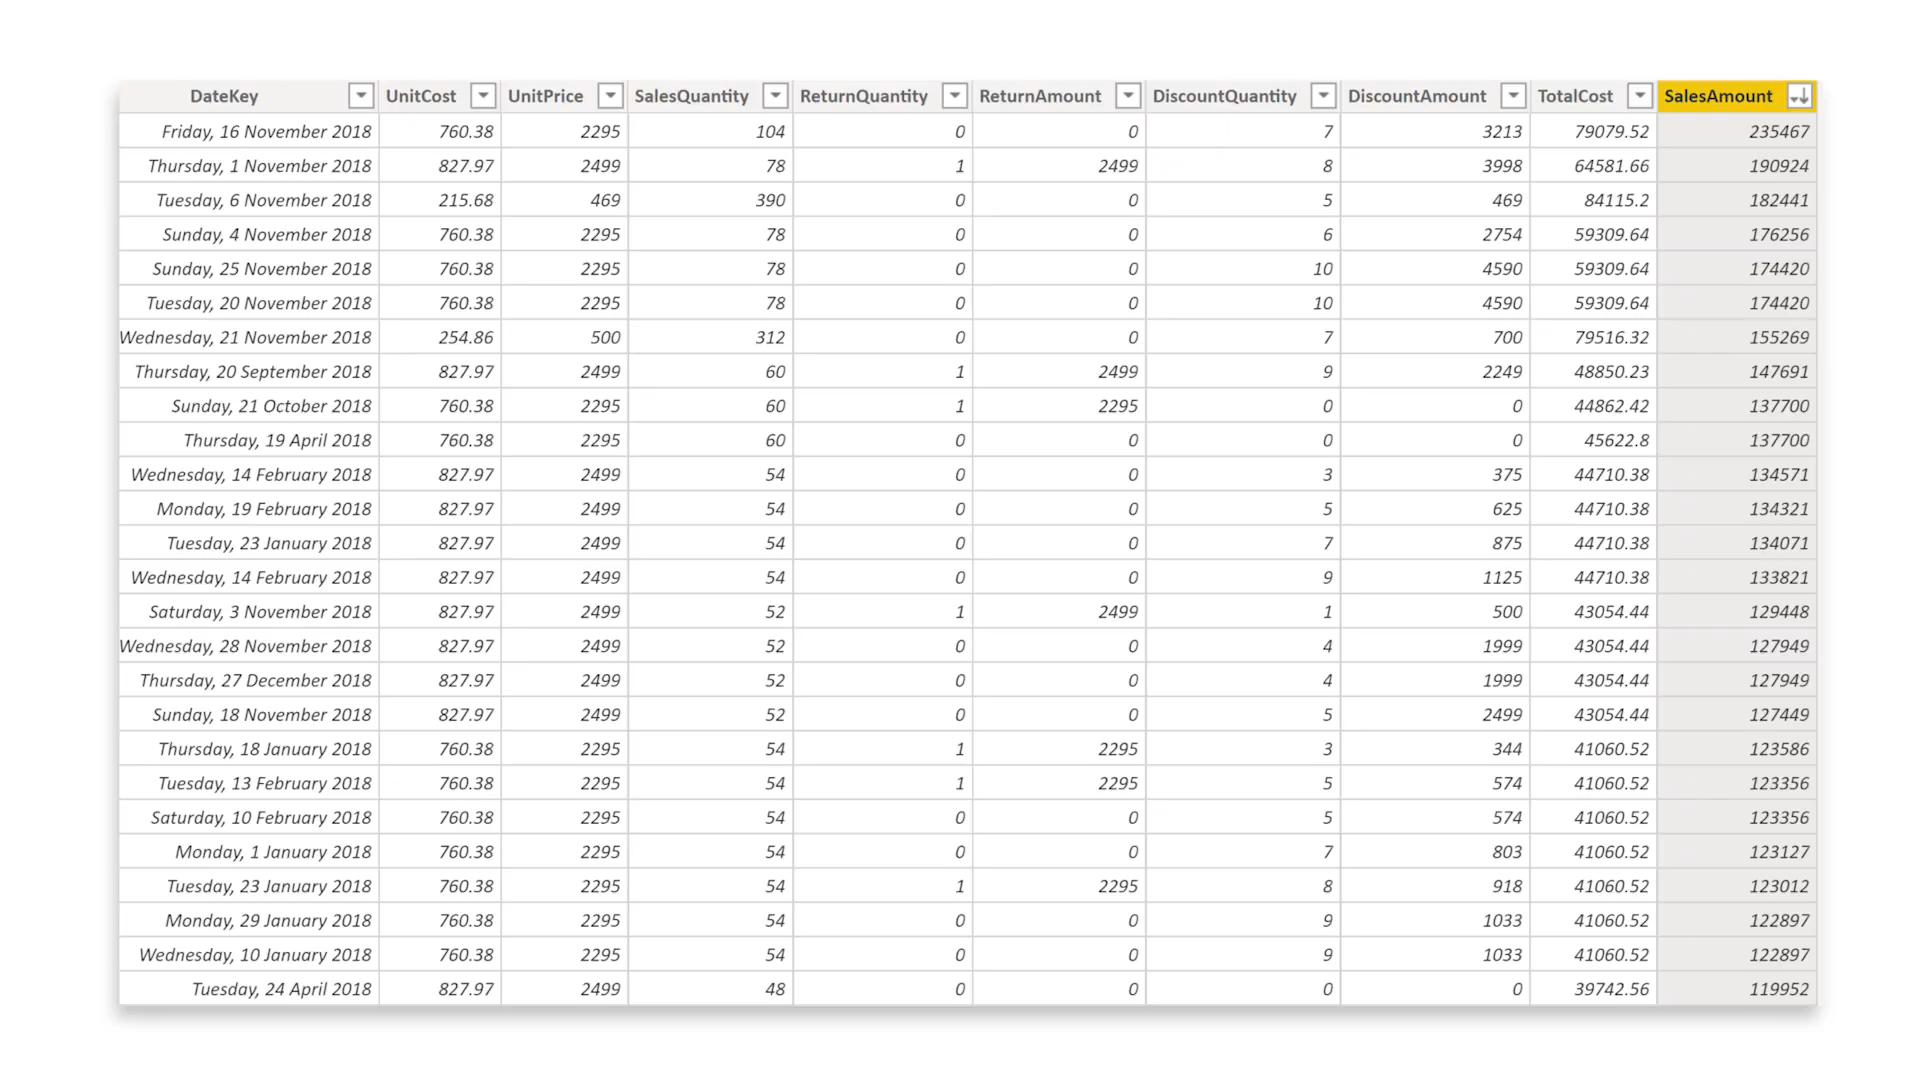 DateKey UnitCost UnitPrice SalesQuantity ReturnQuantity ReturnAmount DiscountQuantity DiscountAmount TotalCost SalesAmount
Friday, 16 November 2018 760.38 2295 104 0 0 7 3213 79079.52 235467
Thursday, 1 November 2018 827.97 2499 78 1 2499 8 3998 64581.66 190924
Tuesday, 6 November 2018 215.68 469 390 0 0 5 469 84115.2 182441
Sunday, 4 November 2018 760.38 2295 78 0 0 6 2754 59309.64 176256
Sunday, 25 November 2018 760.38 2295 78 0 0 10 4590 59309.64 174420
Tuesday, 20 November 2018 760.38 2295 78 0 0 10 4590 59309.64 174420
Wednesday, 21 November 2018 254.86 500 312 0 0 7 700 79516.32 155269
Thursday, 20 September 2018 827.97 2499 60 1 2499 9 2249 48850.23 147691
Sunday, 21 October 2018 760.38 2295 60 1 2295 0 0 44862.42 137700
Thursday, 19 April 2018 760.38 2295 60 0 0 0 0 45622.8 137700
Wednesday, 14 February 2018 827.97 2499 54 0 0 3 375 44710.38 134571
Monday, 19 February 2018 827.97 2499 54 0 0 5 625 44710.38 134321
Tuesday, 23 January 2018 827.97 2499 54 0 0 7 875 44710.38 134071
Wednesday, 14 February 2018 827.97 2499 54 0 0 9 1125 44710.38 133821
Saturday, 3 November 2018 827.97 2499 52 1 2499 1 500 43054.44 129448
Wednesday, 28 November 2018 827.97 2499 52 0 0 4 1999 43054.44 127949
Thursday, 27 December 2018 827.97 2499 52 0 0 4 1999 43054.44 127949
Sunday, 18 November 2018 827.97 2499 52 0 0 5 2499 43054.44 127449
Thursday, 18 January 2018 760.38 2295 54 1 2295 3 344 41060.52 123586
Tuesday, 13 February 2018 760.38 2295 54 1 2295 5 574 41060.52 123356
Saturday, 10 February 2018 760.38 2295 54 0 0 5 574 41060.52 123356
Monday, 1 January 2018 760.38 2295 54 0 0 7 803 41060.52 123127
Tuesday, 23 January 2018 760.38 2295 54 1 2295 8 918 41060.52 123012
Monday, 29 January 2018 760.38 2295 54 0 0 9 1033 41060.52 122897
Wednesday, 10 January 2018 760.38 2295 54 0 0 9 1033 41060.52 122897
Tuesday, 24 April 2018 827.97 2499 48 0 0 0 0 39742.56 119952